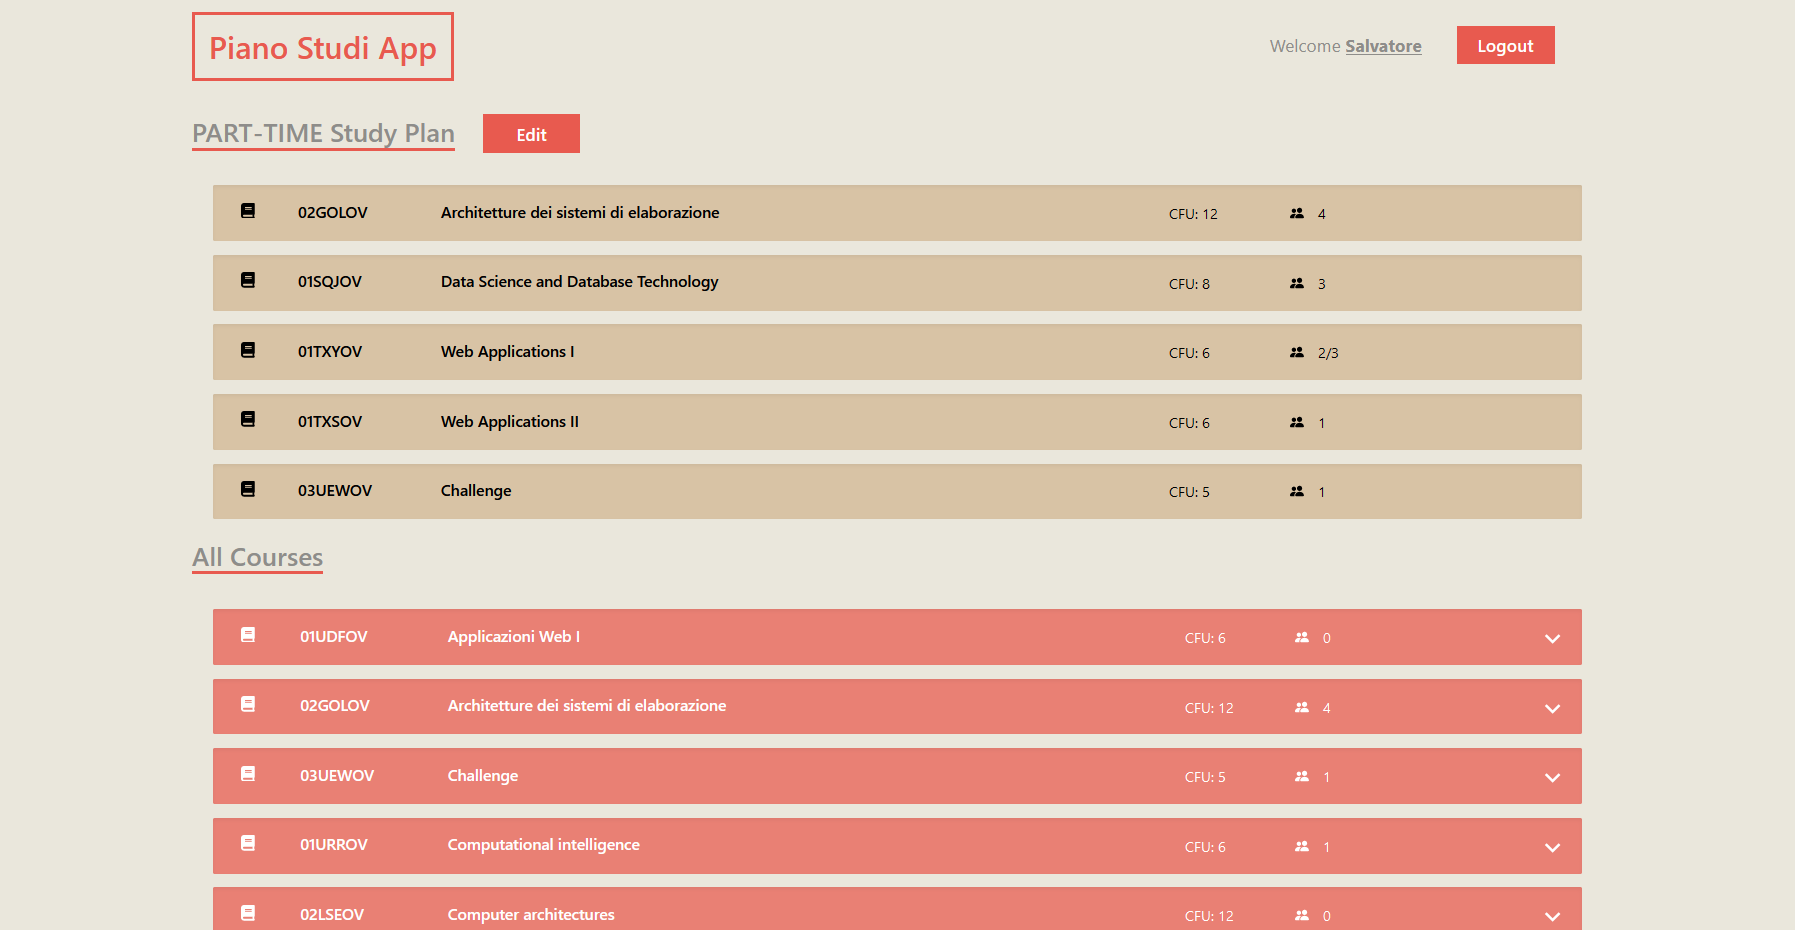 Piano Studi App
Welcome Salvatore
Logout
PART-TIME Study Plan
Edit
02GOLOV Architetture dei sistemi di elaborazione CFU: 12 4
01SQJOV Data Science and Database Technology CFU: 8 3
01TXYOV Web Applications I CFU: 6 2/3
01TXSOV Web Applications II CFU: 6 1
03UEWOV Challenge CFU: 5 1
All Courses
01UDFOV Applicazioni Web I CFU: 6 0
02GOLOV Architetture dei sistemi di elaborazione CFU: 12 4
03UEWOV Challenge CFU: 5 1
01URROV Computational intelligence CFU: 6 1
02LSEOV Computer architectures CFU: 12 0